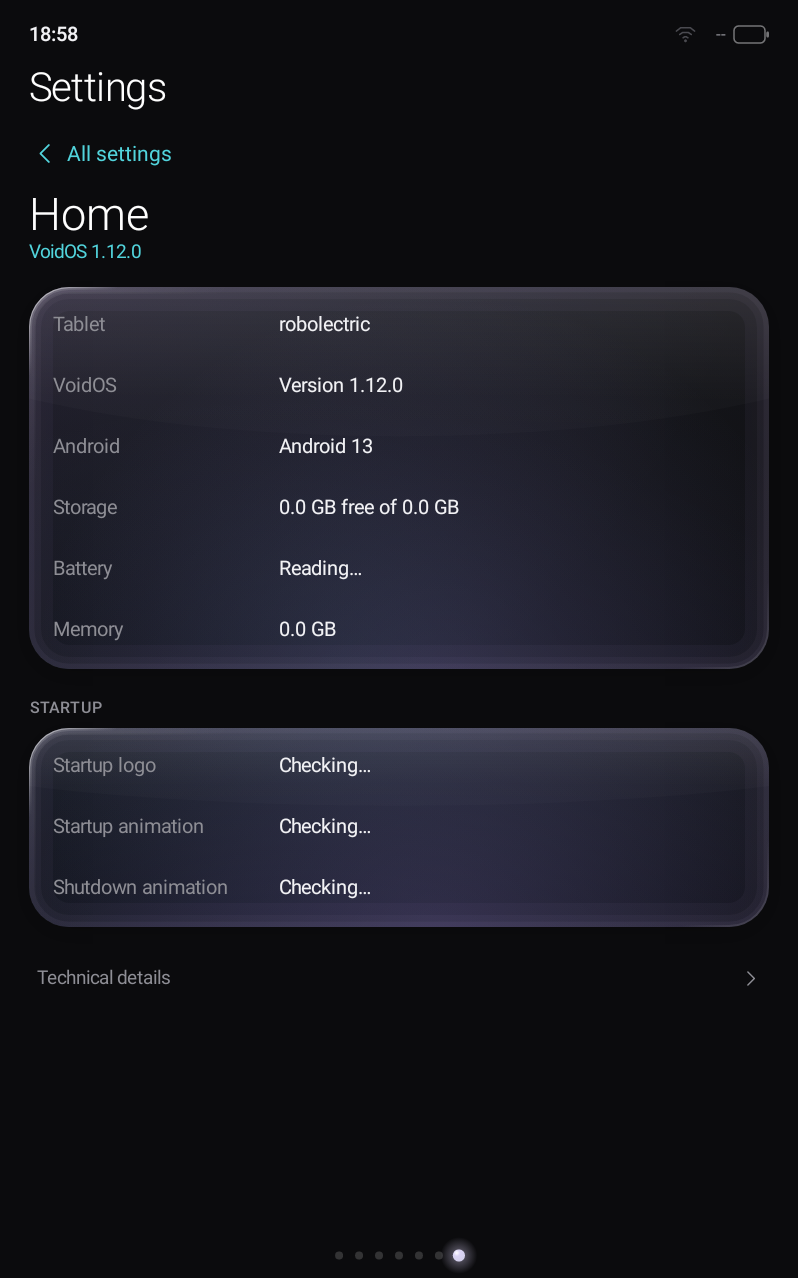 18:58
--
Settings
All settings
Home
VoidOS 1.12.0
Tablet robolectric
VoidOS Version 1.12.0
Android Android 13
Storage 0.0 GB free of 0.0 GB
Battery Reading…
Memory 0.0 GB
STARTUP
Startup logo Checking…
Startup animation Checking…
Shutdown animation Checking…
Technical details